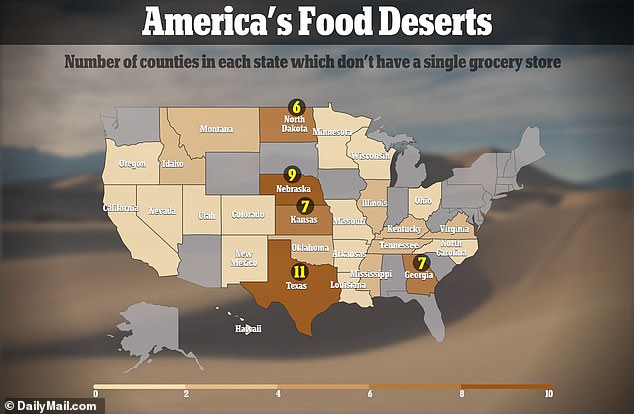 America's Food Deserts
Number of counties in each state which don't have a single grocery store
6
North
Dakota
Montana
Minnesota
Oregon
Idaho
Wisconsin
9
Nebraska
California
Nevada
Utah
Colorado
7
Kansas
Missouri
Illinois
Ohio
Kentucky
Virginia
New
Mexico
Oklahoma
Arkansas
Tennessee
North
Carolina
11
Texas
Mississippi
Louisiana
7
Georgia
Hawaii
0
2
4
6
8
10
© DailyMail.com